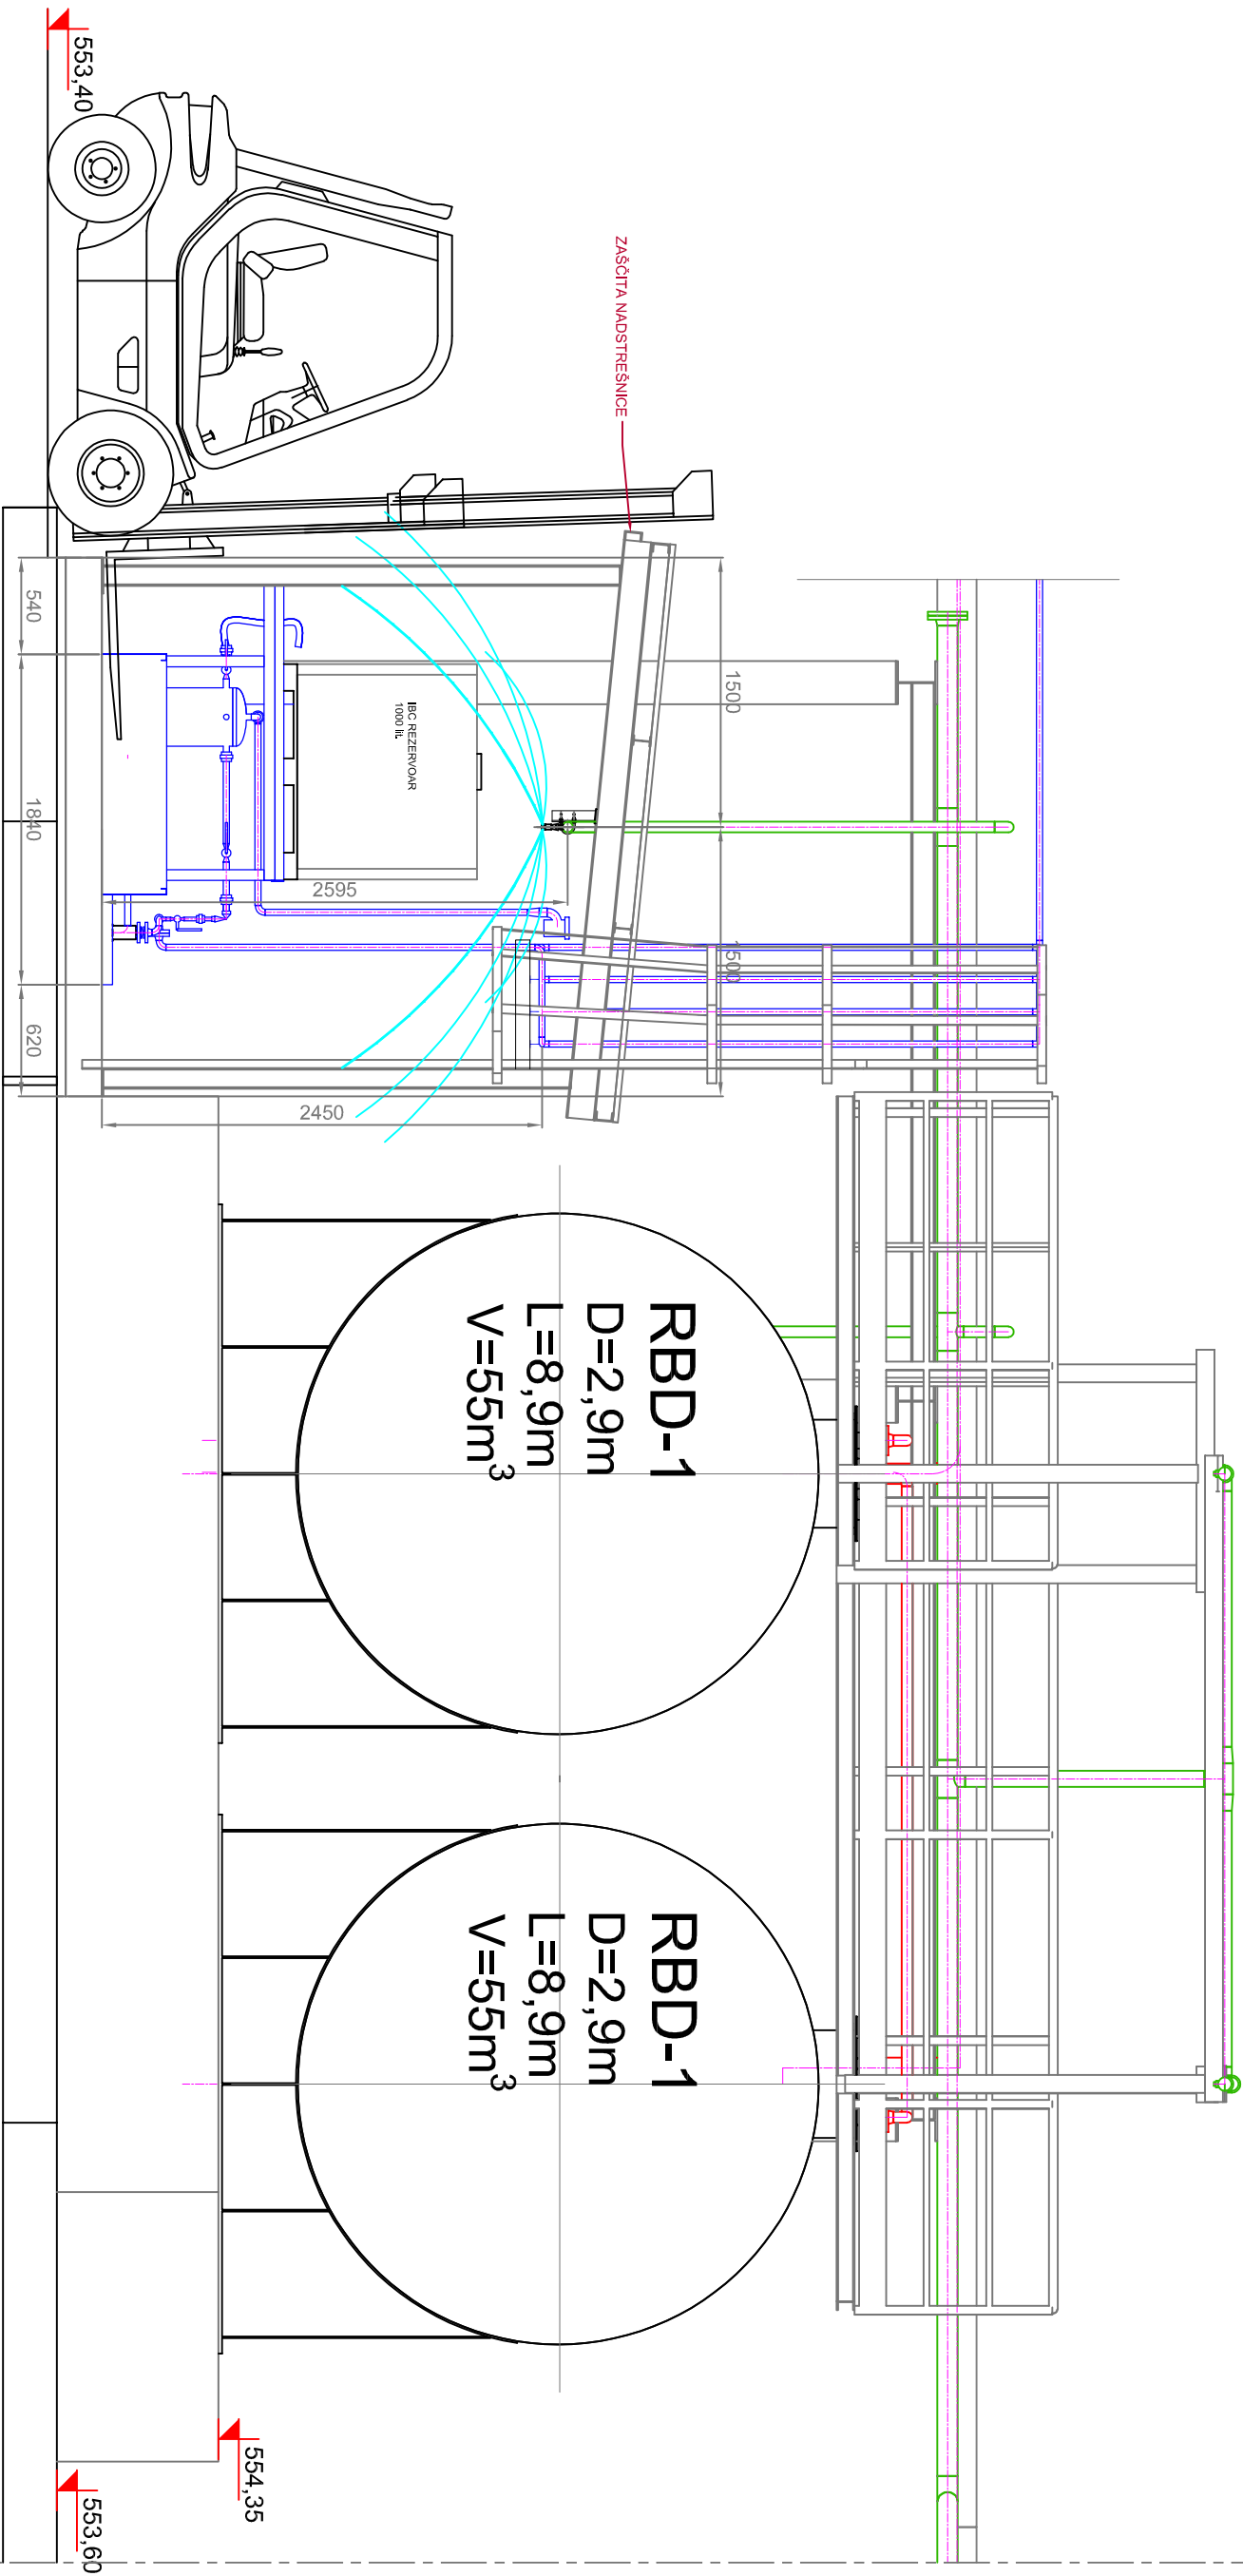 553,40
ZAŠČITA NADSTREŠNICE
IBC REZERVOAR
1000 lit.
1500
1500
2595
2450
540
1840
620
RBD-1
D=2,9m
L=8,9m
V=55m³
RBD-1
D=2,9m
L=8,9m
V=55m³
554,35
553,60